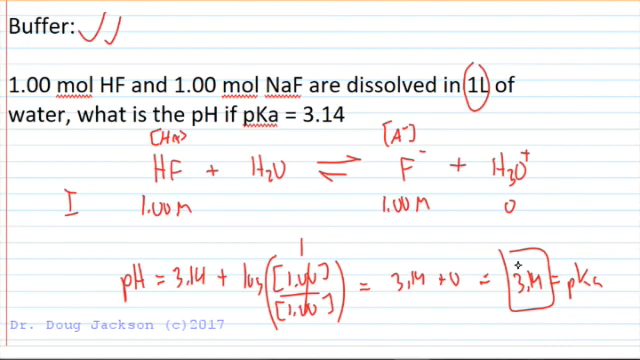 Buffer: ✓✓
1.00 mol HF and 1.00 mol NaF are dissolved in 1L of
water, what is the pH if pKa = 3.14
[HA] [A⁻]
HF + H₂O ⇌ F⁻ + H₃O⁺
I 1.00 M 1.00 M 0
1
pH = 3.14 + log([1.00]/[1.00]) = 3.14 + 0 = 3.14 = pKa
Dr. Doug Jackson (c)2017